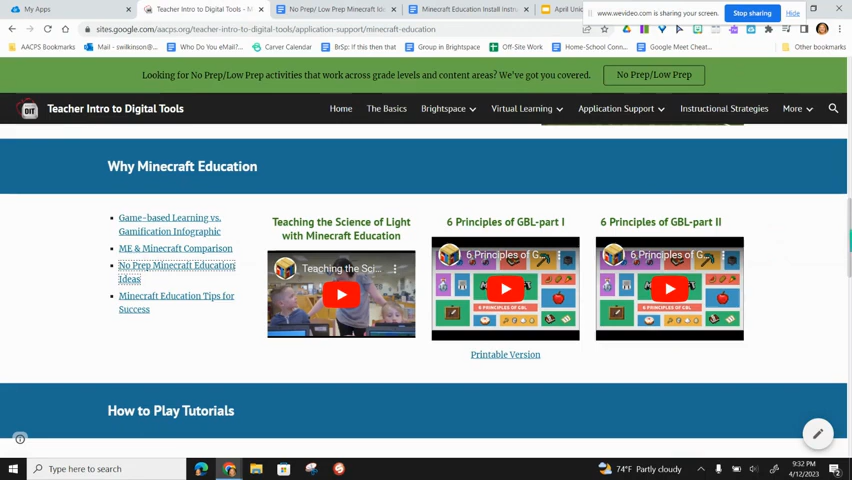 My Apps
Teacher Intro to Digital Tools
No Prep/ Low Prep Minecraft Ide
Minecraft Education Install Instru
April Uni
www.wevideo.com is sharing your screen.
Stop sharing
Hide
sites.google.com/aacps.org/teacher-intro-to-digital-tools/application-support/minecraft-education
AACPS Bookmarks
Mail - swilkinson@...
Who Do You eMail?...
Carver Calendar
BrSp: If this then that
Group in Brightspace
Off-Site Work
Home-School Conn...
Google Meet Cheat...
Other bookmarks
Looking for No Prep/Low Prep activities that work across grade levels and content areas? We've got you covered.
No Prep/Low Prep
DIT
Teacher Intro to Digital Tools
Home
The Basics
Brightspace
Virtual Learning
Application Support
Instructional Strategies
More
Why Minecraft Education
Game-based Learning vs.
Gamification Infographic
ME & Minecraft Comparison
No Prep Minecraft Education
Ideas
Minecraft Education Tips for
Success
Teaching the Science of Light
with Minecraft Education
Teaching the Sci...
6 Principles of GBL-part I
6 Principles of G...
6 PRINCIPLES OF GBL
Printable Version
6 Principles of GBL-part II
6 Principles of G...
6 PRINCIPLES OF GBL
How to Play Tutorials
Type here to search
74°F Partly cloudy
9:32 PM
4/12/2023